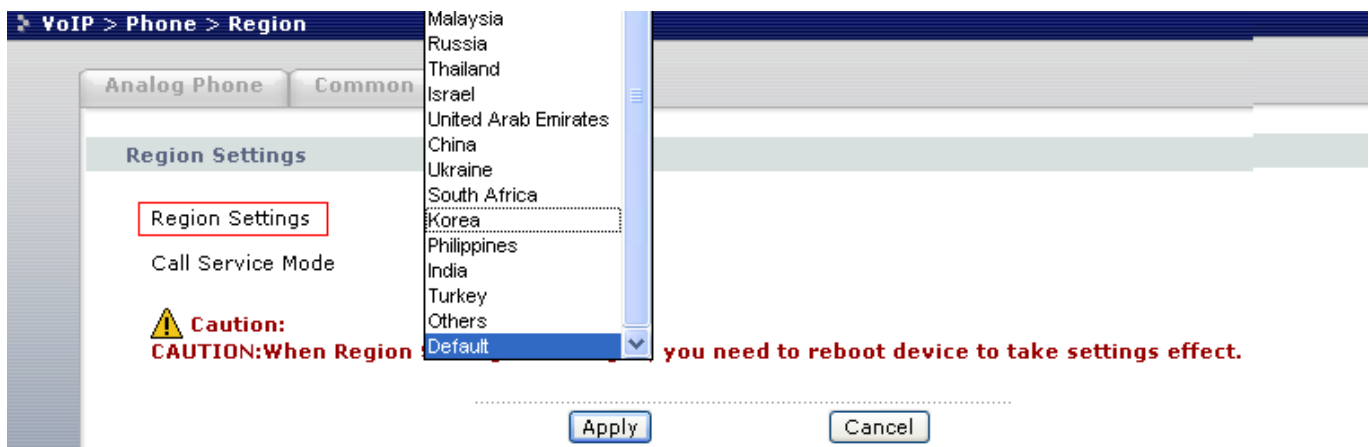 VoIP > Phone > Region
Analog Phone
Common
Region Settings
Region Settings
Call Service Mode
Malaysia
Russia
Thailand
Israel
United Arab Emirates
China
Ukraine
South Africa
Korea
Philippines
India
Turkey
Others
Default
Caution:
CAUTION:When Region you need to reboot device to take settings effect.
Apply
Cancel